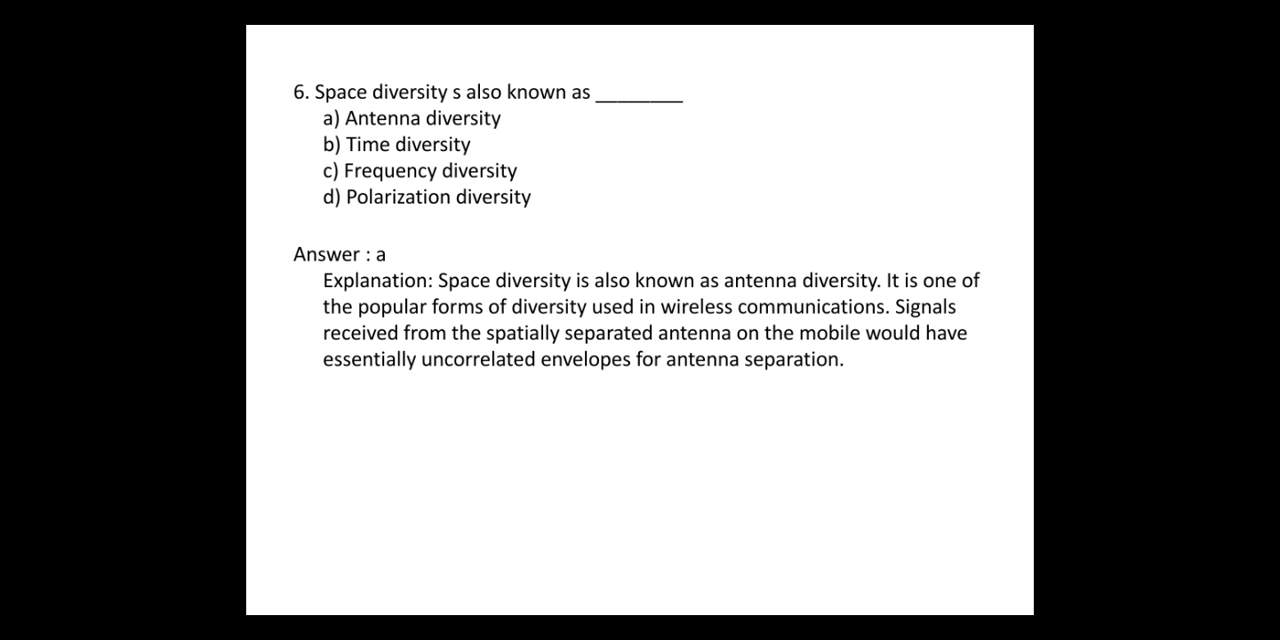 6. Space diversity s also known as ________
a) Antenna diversity
b) Time diversity
c) Frequency diversity
d) Polarization diversity
Answer : a
Explanation: Space diversity is also known as antenna diversity. It is one of
the popular forms of diversity used in wireless communications. Signals
received from the spatially separated antenna on the mobile would have
essentially uncorrelated envelopes for antenna separation.